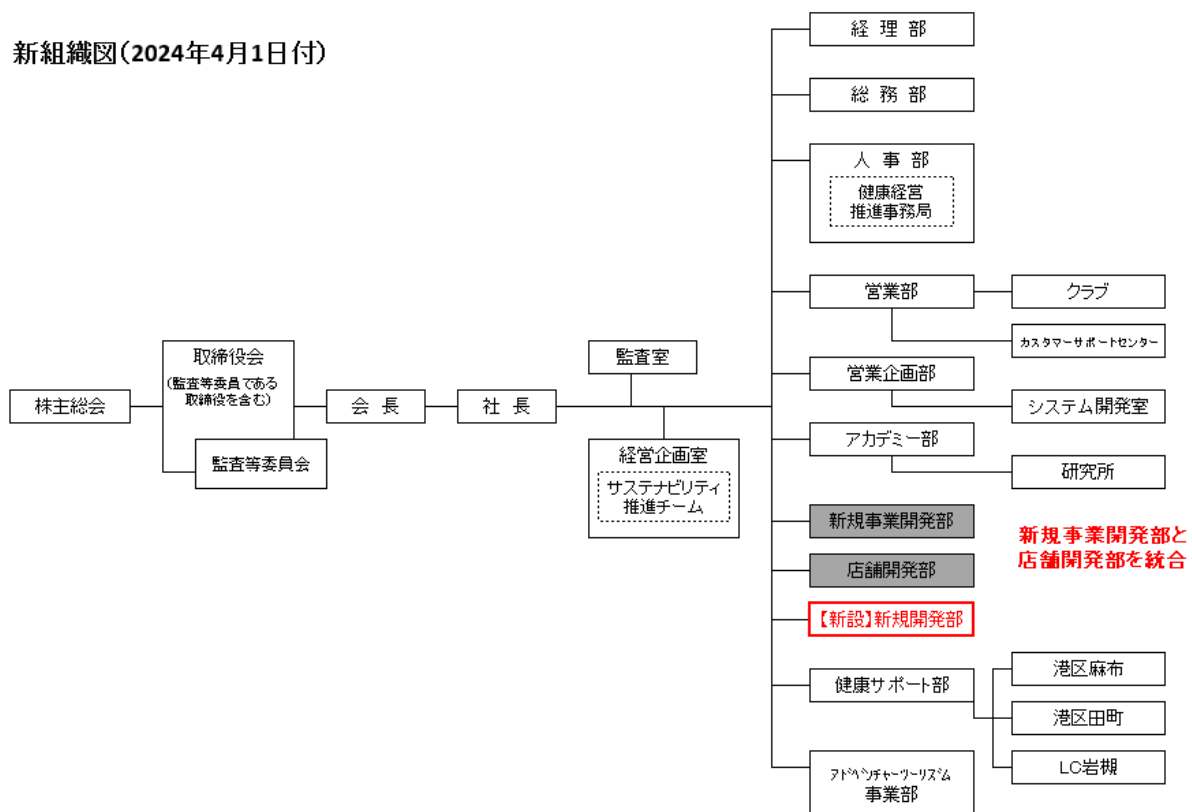 新組織図(2024年4月1日付)
経 理 部
総 務 部
人 事 部
健康経営
推進事務局
営業部
クラブ
カスタマーサポートセンター
営業企画部
システム開発室
アカデミー部
研究所
株主総会
取締役会
(監査等委員である
取締役を含む)
監査等委員会
会 長
社 長
監査室
経営企画室
サステナビリティ
推進チーム
新規事業開発部
店舗開発部
新規事業開発部と
店舗開発部を統合
【新設】新規開発部
健康サポート部
港区麻布
港区田町
LC岩槻
アドベンチャーツーリズム
事業部